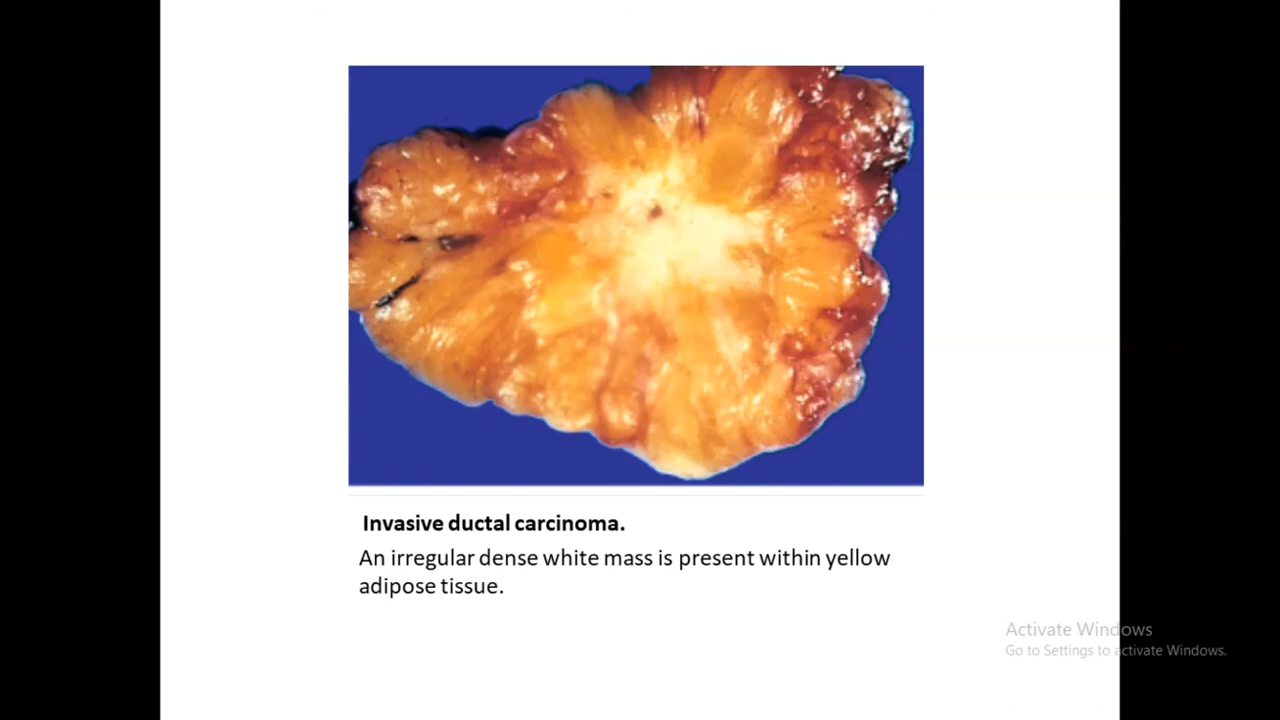 Invasive ductal carcinoma.
An irregular dense white mass is present within yellow
adipose tissue.
Activate Windows
Go to Settings to activate Windows.